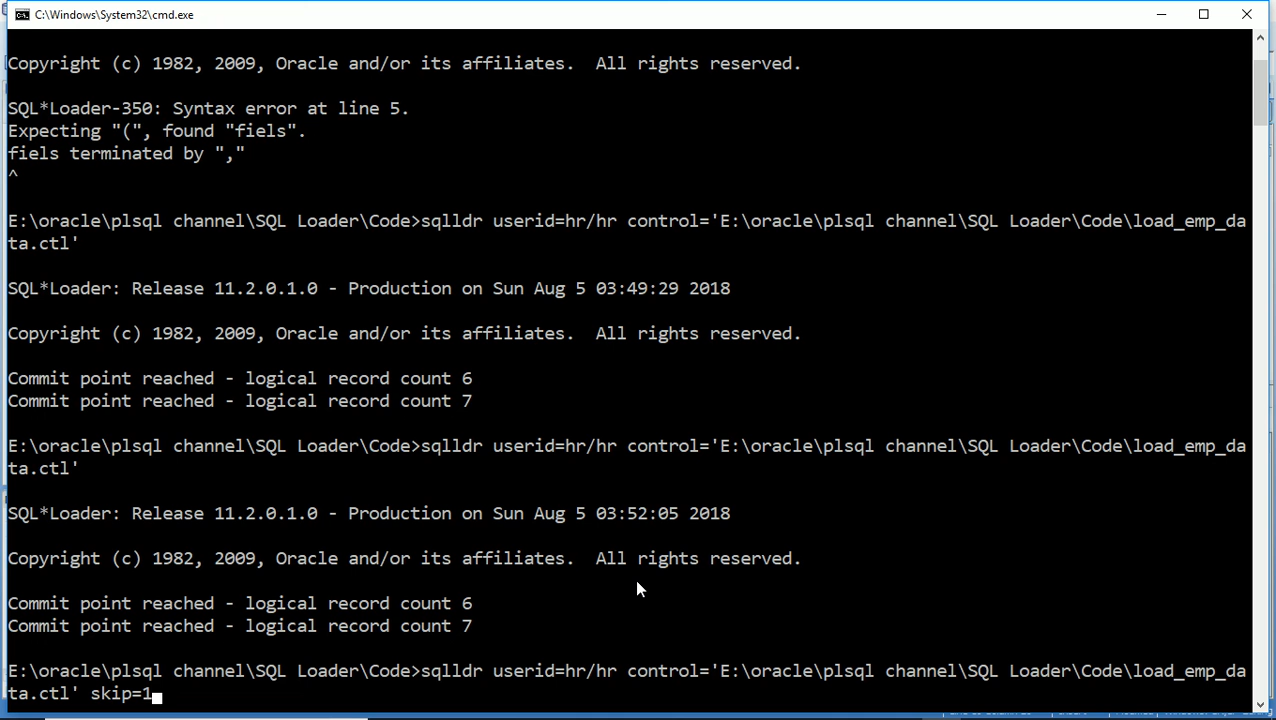 C:\Windows\System32\cmd.exe
Copyright (c) 1982, 2009, Oracle and/or its affiliates.  All rights reserved.
SQL*Loader-350: Syntax error at line 5.
Expecting "(", found "fiels".
fiels terminated by ","
^
E:\oracle\plsql channel\SQL Loader\Code>sqlldr userid=hr/hr control='E:\oracle\plsql channel\SQL Loader\Code\load_emp_da
ta.ctl'
SQL*Loader: Release 11.2.0.1.0 - Production on Sun Aug 5 03:49:29 2018
Copyright (c) 1982, 2009, Oracle and/or its affiliates.  All rights reserved.
Commit point reached - logical record count 6
Commit point reached - logical record count 7
E:\oracle\plsql channel\SQL Loader\Code>sqlldr userid=hr/hr control='E:\oracle\plsql channel\SQL Loader\Code\load_emp_da
ta.ctl'
SQL*Loader: Release 11.2.0.1.0 - Production on Sun Aug 5 03:52:05 2018
Copyright (c) 1982, 2009, Oracle and/or its affiliates.  All rights reserved.
Commit point reached - logical record count 6
Commit point reached - logical record count 7
E:\oracle\plsql channel\SQL Loader\Code>sqlldr userid=hr/hr control='E:\oracle\plsql channel\SQL Loader\Code\load_emp_da
ta.ctl' skip=1